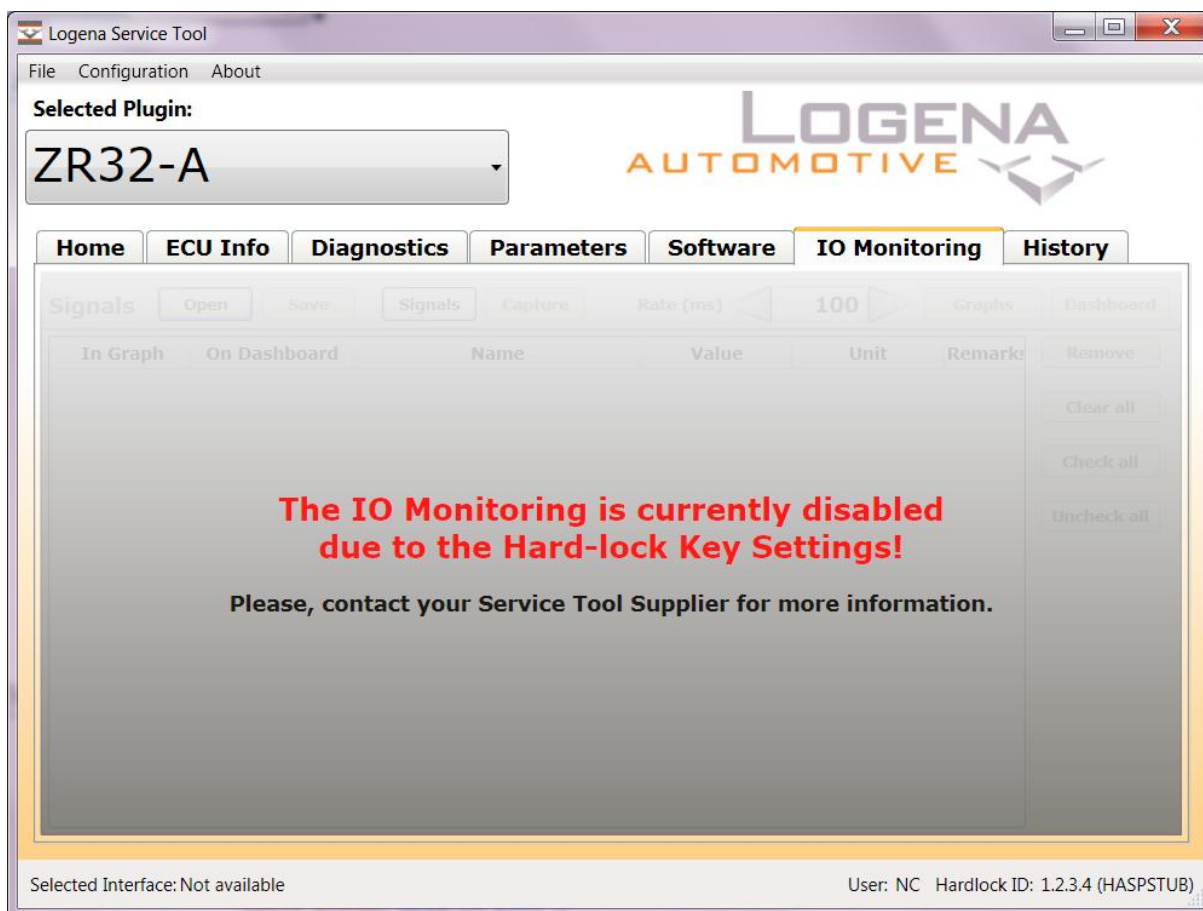 Logena Service Tool
File Configuration About
Selected Plugin:
LOGENA
AUTOMOTIVE
ZR32-A
Home ECU Info Diagnostics Parameters Software IO Monitoring History
Signals Open Save Signals Capture Rate (ms) 100 Graphs Dashboard
In Graph On Dashboard Name Value Unit Remarks Remove
Clear all
Check all
Uncheck all
The IO Monitoring is currently disabled
due to the Hard-lock Key Settings!
Please, contact your Service Tool Supplier for more information.
Selected Interface: Not available User: NC Hardlock ID: 1.2.3.4 (HASPSTUB)